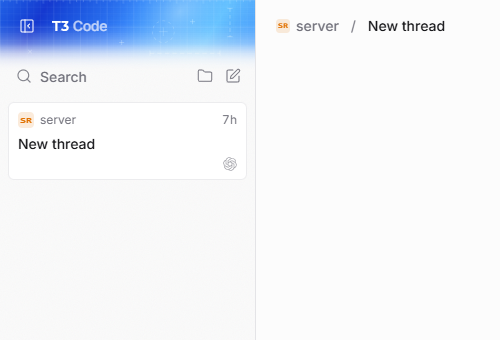 T3 Code
Search
SR server 7h
New thread
SR server / New thread